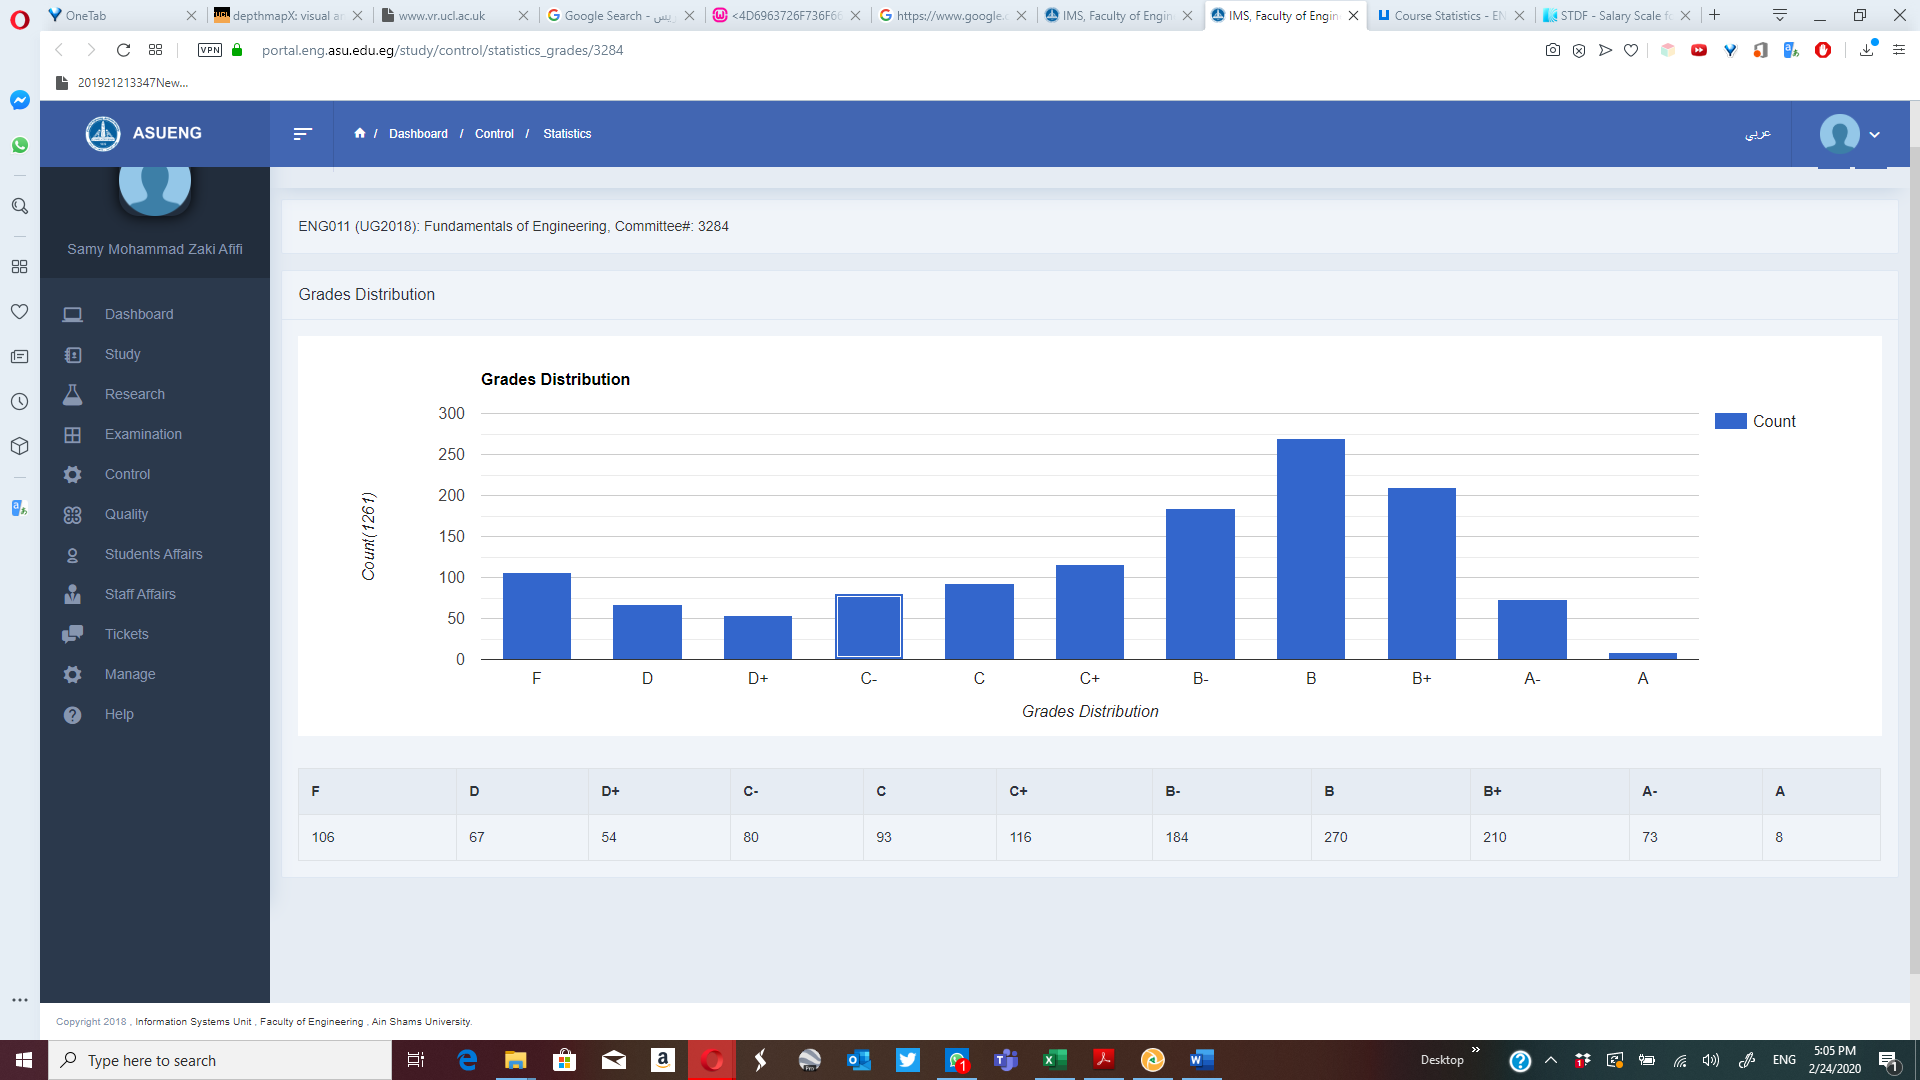 OneTab
depthmapX: visual ar
www.vr.ucl.ac.uk
Google Search - ريس
<4D6963726F736F66
https://www.google.
IMS, Faculty of Engin
IMS, Faculty of Engin
Course Statistics - EN
STDF - Salary Scale fo
VPN
portal.eng.asu.edu.eg/study/control/statistics_grades/3284
201921213347New...
ASUENG
/ Dashboard / Control / Statistics
عربي
Samy Mohammad Zaki Afifi
Dashboard
Study
Research
Examination
Control
Quality
Students Affairs
Staff Affairs
Tickets
Manage
Help
ENG011 (UG2018): Fundamentals of Engineering, Committee#: 3284
Grades Distribution
Grades Distribution
300
250
200
150
100
50
0
Count(1261)
Count
F D D+ C- C C+ B- B B+ A- A
Grades Distribution
F D D+ C- C C+ B- B B+ A- A
106 67 54 80 93 116 184 270 210 73 8
Copyright 2018 , Information Systems Unit , Faculty of Engineering , Ain Shams University.
Type here to search
Desktop
ENG
5:05 PM
2/24/2020